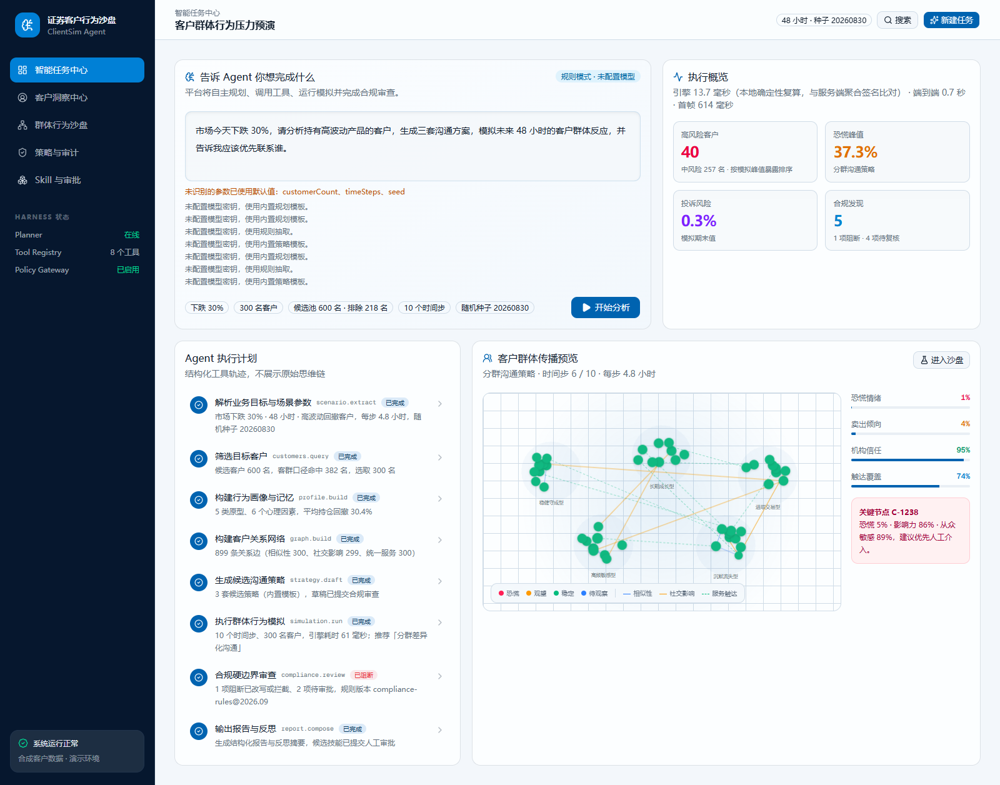 证券客户行为沙盘
ClientSim Agent
智能任务中心
客户洞察中心
群体行为沙盘
策略与审计
Skill 与审批
HARNESS 状态
Planner 在线
Tool Registry 8 个工具
Policy Gateway 已启用
系统运行正常
合成客户数据 · 演示环境
智能任务中心
客户群体行为压力预演
48 小时 · 种子 20260830
搜索
新建任务
告诉 Agent 你想完成什么
规则模式 · 未配置模型
平台将自主规划、调用工具、运行模拟并完成合规审查。
市场今天下跌 30%，请分析持有高波动产品的客户，生成三套沟通方案，模拟未来 48 小时的客户群体反应，并
告诉我应该优先联系谁。
未识别的参数已使用默认值：customerCount、timeSteps、seed
未配置模型密钥，使用内置规划模板。
未配置模型密钥，使用内置规划模板。
未配置模型密钥，使用规则抽取。
未配置模型密钥，使用内置策略模板。
未配置模型密钥，使用内置规划模板。
未配置模型密钥，使用规则抽取。
未配置模型密钥，使用内置策略模板。
下跌 30%
300 名客户
候选池 600 名 · 排除 218 名
10 个时间步
随机种子 20260830
开始分析
执行概览
引擎 13.7 毫秒（本地确定性复算，与服务端聚合签名比对） · 端到端 0.7 秒
· 首帧 614 毫秒
高风险客户
40
中风险 257 名 · 按模拟峰值暴露排序
恐慌峰值
37.3%
分群沟通策略
投诉风险
0.3%
模拟期末值
合规发现
5
1 项阻断 · 4 项待复核
Agent 执行计划
结构化工具轨迹，不展示原始思维链
解析业务目标与场景参数 scenario.extract 已完成
市场下跌 30% · 48 小时 · 高波动回撤客户，每步 4.8 小时，随
机种子 20260830
筛选目标客户 customers.query 已完成
候选客户 600 名，客群口径命中 382 名，选取 300 名
构建行为画像与记忆 profile.build 已完成
5 类原型、6 个心理因素，平均持仓回撤 30.4%
构建客户关系网络 graph.build 已完成
899 条关系边（相似性 300、社交影响 299、统一服务 300）
生成候选沟通策略 strategy.draft 已完成
3 套候选策略（内置模板），草稿已提交合规审查
执行群体行为模拟 simulation.run 已完成
10 个时间步、300 名客户，引擎耗时 61 毫秒；推荐「分群差异
化沟通」
合规硬边界审查 compliance.review 已阻断
1 项阻断已改写或拦截、2 项待审批，规则版本 compliance-
rules@2026.09
输出报告与反思 report.compose 已完成
生成结构化报告与反思摘要，候选技能已提交人工审批
客户群体传播预览
分群沟通策略 · 时间步 6 / 10 · 每步 4.8 小时
进入沙盘
稳健守成型
长期成长型
进取交易型
高频敏感型
沉默流失型
恐慌 观望 稳定 待观察 相似性 社交影响 服务触达
恐慌情绪 1%
卖出倾向 4%
机构信任 95%
触达覆盖 74%
关键节点 C-1238
恐慌 5% · 影响力 86% · 从众
敏感 89%，建议优先人工介
入。